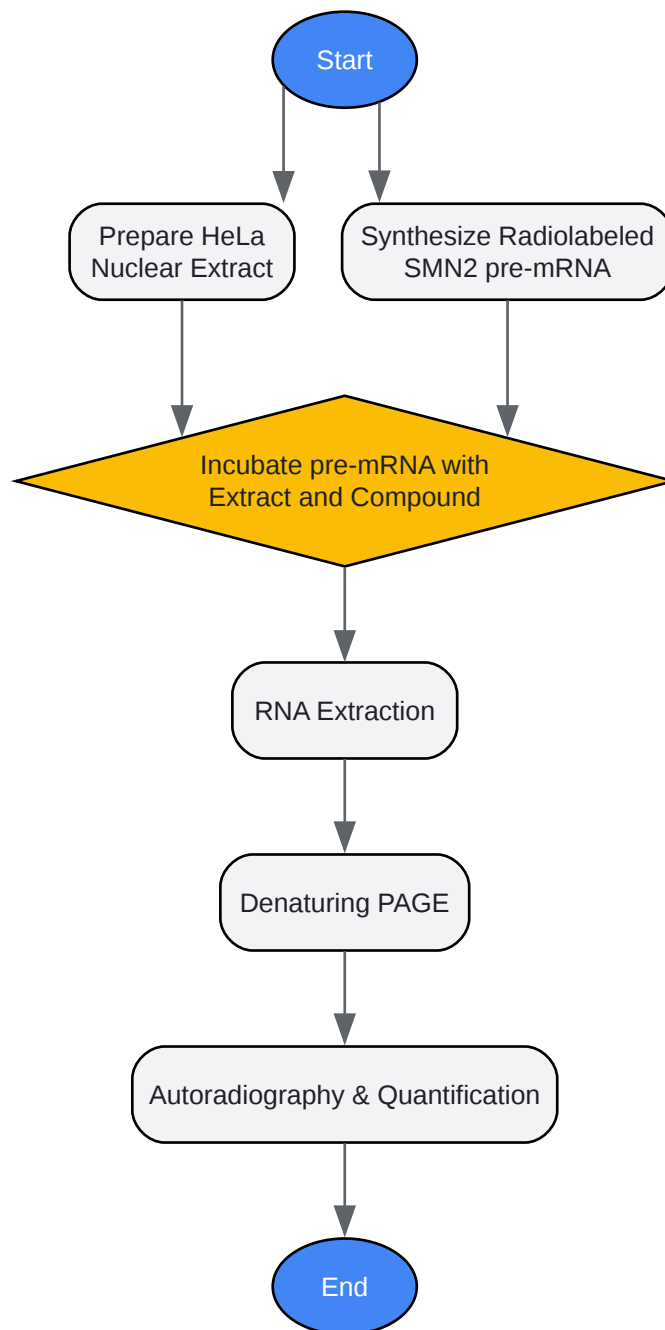 Start
Prepare HeLa
Nuclear Extract
Synthesize Radiolabeled
SMN2 pre-mRNA
Incubate pre-mRNA with
Extract and Compound
RNA Extraction
Denaturing PAGE
Autoradiography & Quantification
End